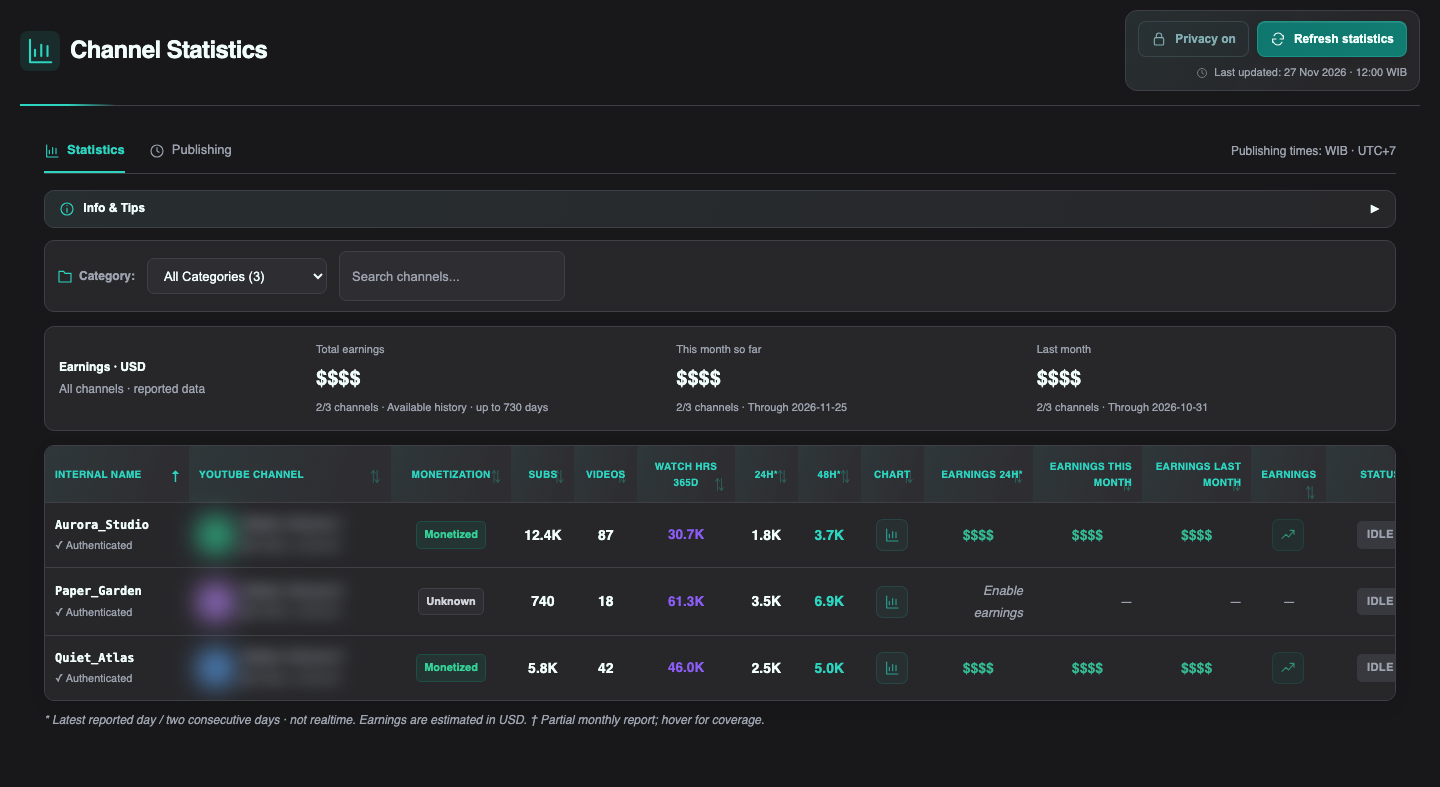 Channel Statistics
Privacy on
Refresh statistics
Last updated: 27 Nov 2026 · 12:00 WIB
Statistics
Publishing
Publishing times: WIB · UTC+7
Info & Tips
Category:
All Categories (3)
Search channels...
Earnings · USD
All channels · reported data
Total earnings
$$$$
2/3 channels · Available history · up to 730 days
This month so far
$$$$
2/3 channels · Through 2026-11-25
Last month
$$$$
2/3 channels · Through 2026-10-31
INTERNAL NAME ↑ YOUTUBE CHANNEL MONETIZATION SUBS VIDEOS WATCH HRS 365D 24H* 48H* CHART EARNINGS 24H* EARNINGS THIS MONTH EARNINGS LAST MONTH EARNINGS
Aurora_Studio
✓ Authenticated
Monetized 12.4K 87 30.7K 1.8K 3.7K $$$$ $$$$ $$$$ IDLE
Paper_Garden
✓ Authenticated
Unknown 740 18 61.3K 3.5K 6.9K Enable earnings — — — IDLE
Quiet_Atlas
✓ Authenticated
Monetized 5.8K 42 46.0K 2.5K 5.0K $$$$ $$$$ $$$$ IDLE
* Latest reported day / two consecutive days · not realtime. Earnings are estimated in USD. † Partial monthly report; hover for coverage.